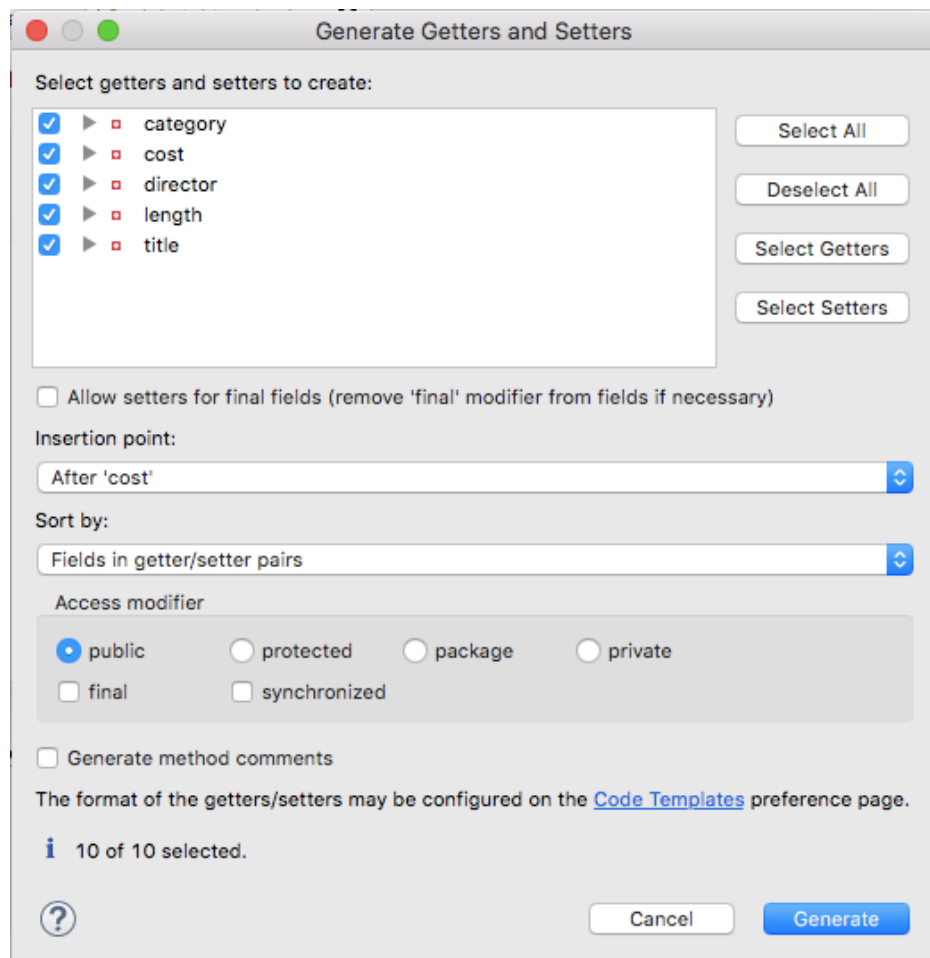 Generate Getters and Setters
Select getters and setters to create:
category
cost
director
length
title
Select All
Deselect All
Select Getters
Select Setters
Allow setters for final fields (remove 'final' modifier from fields if necessary)
Insertion point:
After 'cost'
Sort by:
Fields in getter/setter pairs
Access modifier
public protected package private
final synchronized
Generate method comments
The format of the getters/setters may be configured on the Code Templates preference page.
10 of 10 selected.
Cancel Generate